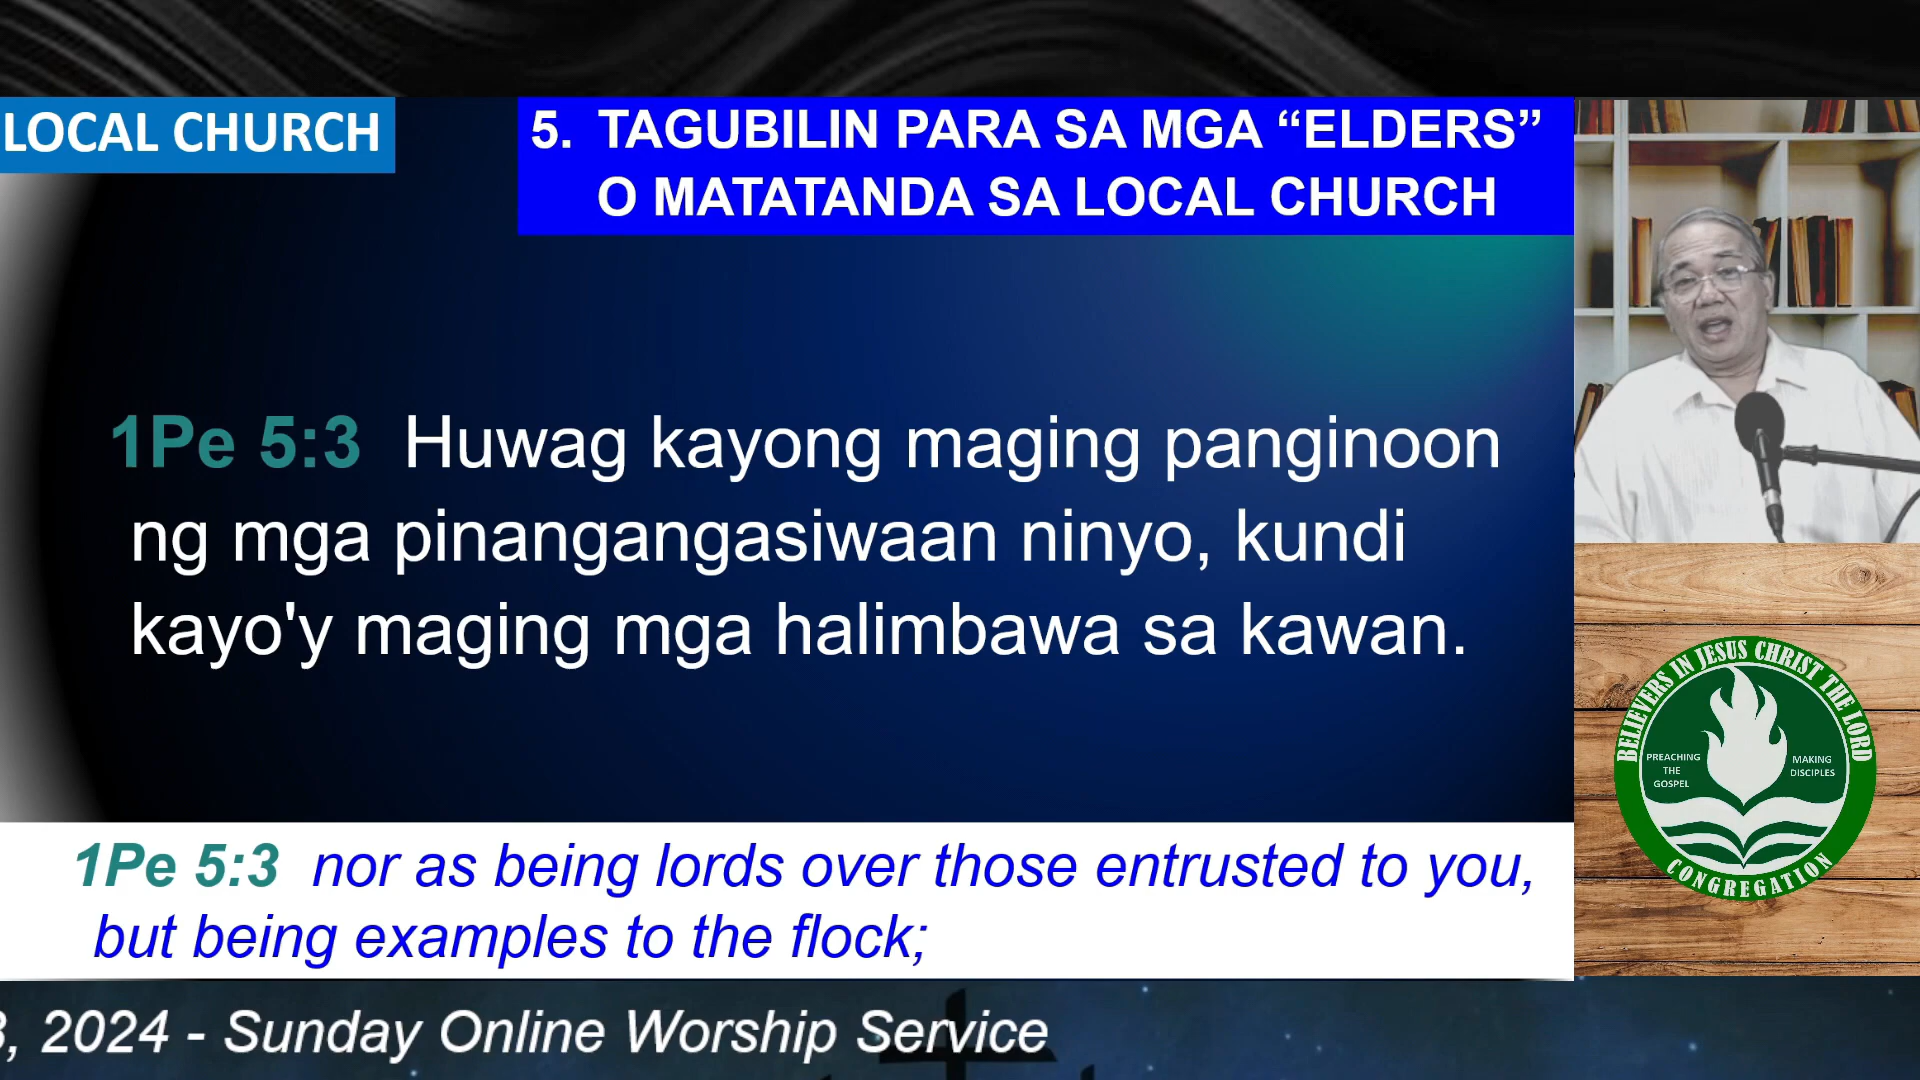 LOCAL CHURCH
5. TAGUBILIN PARA SA MGA “ELDERS”
O MATATANDA SA LOCAL CHURCH
1Pe 5:3 Huwag kayong maging panginoon
ng mga pinangangasiwaan ninyo, kundi
kayo'y maging mga halimbawa sa kawan.
1Pe 5:3 nor as being lords over those entrusted to you,
but being examples to the flock;
BELIEVERS IN JESUS CHRIST THE LORD
PREACHING
THE
GOSPEL
MAKING
DISCIPLES
CONGREGATION
, 2024 - Sunday Online Worship Service